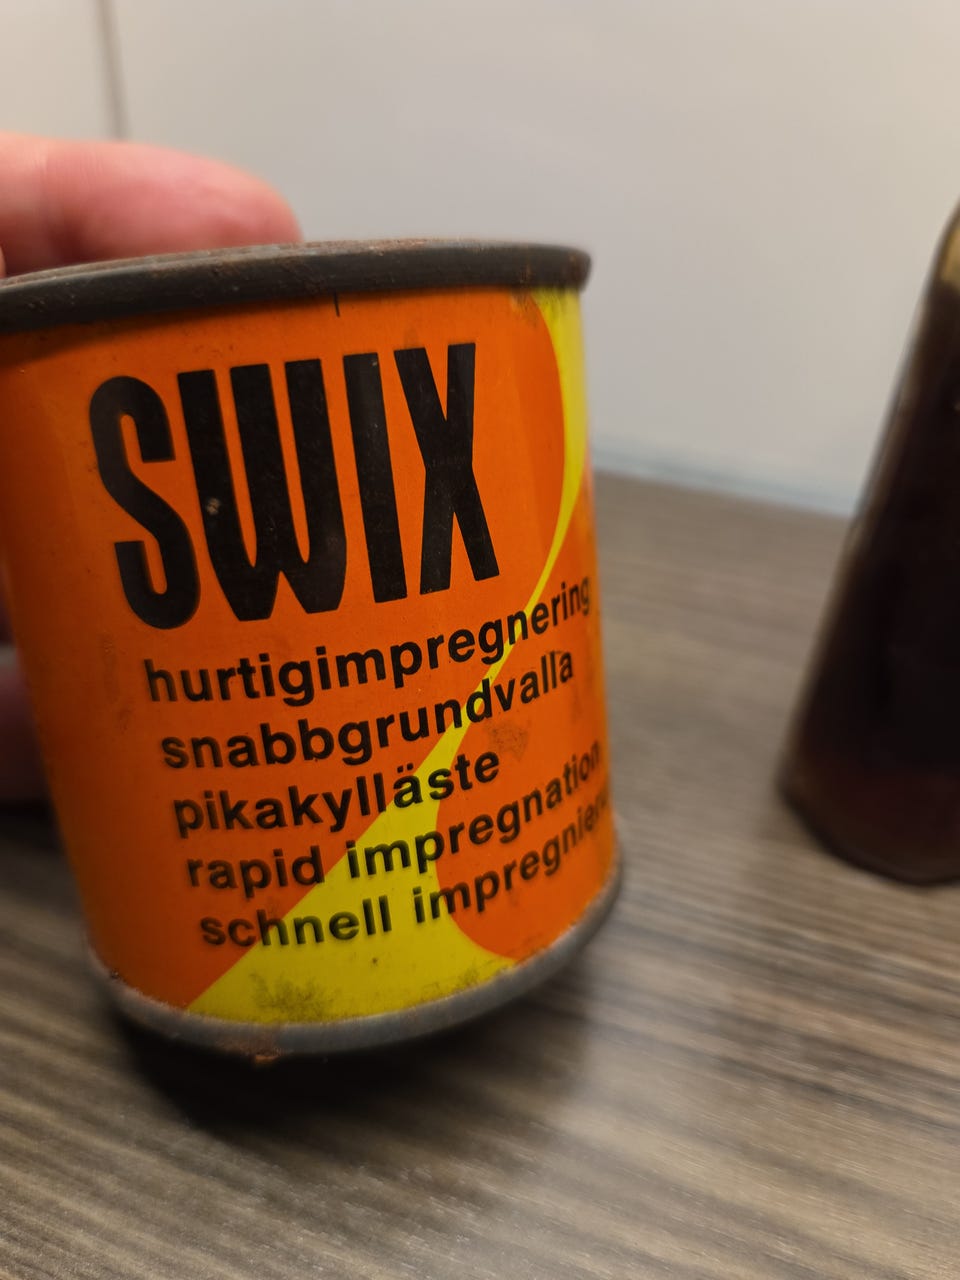 SWIX
hurtigimpregnering
snabbgrundvalla
pikakylläste
rapid impregnation
schnell